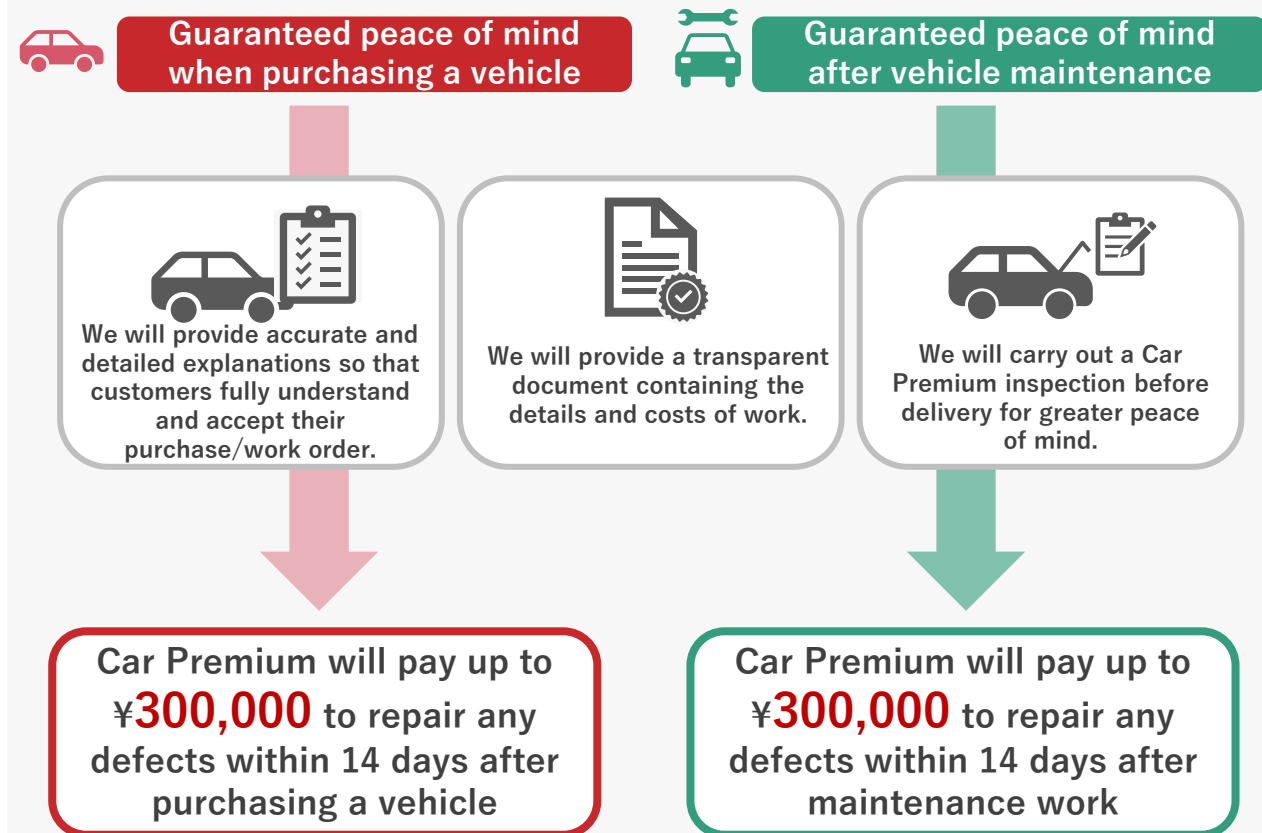 Guaranteed peace of mind
when purchasing a vehicle
Guaranteed peace of mind
after vehicle maintenance
We will provide accurate and
detailed explanations so that
customers fully understand
and accept their
purchase/work order.
We will provide a transparent
document containing the
details and costs of work.
We will carry out a Car
Premium inspection before
delivery for greater peace
of mind.
Car Premium will pay up to
¥300,000 to repair any
defects within 14 days after
purchasing a vehicle
Car Premium will pay up to
¥300,000 to repair any
defects within 14 days after
maintenance work